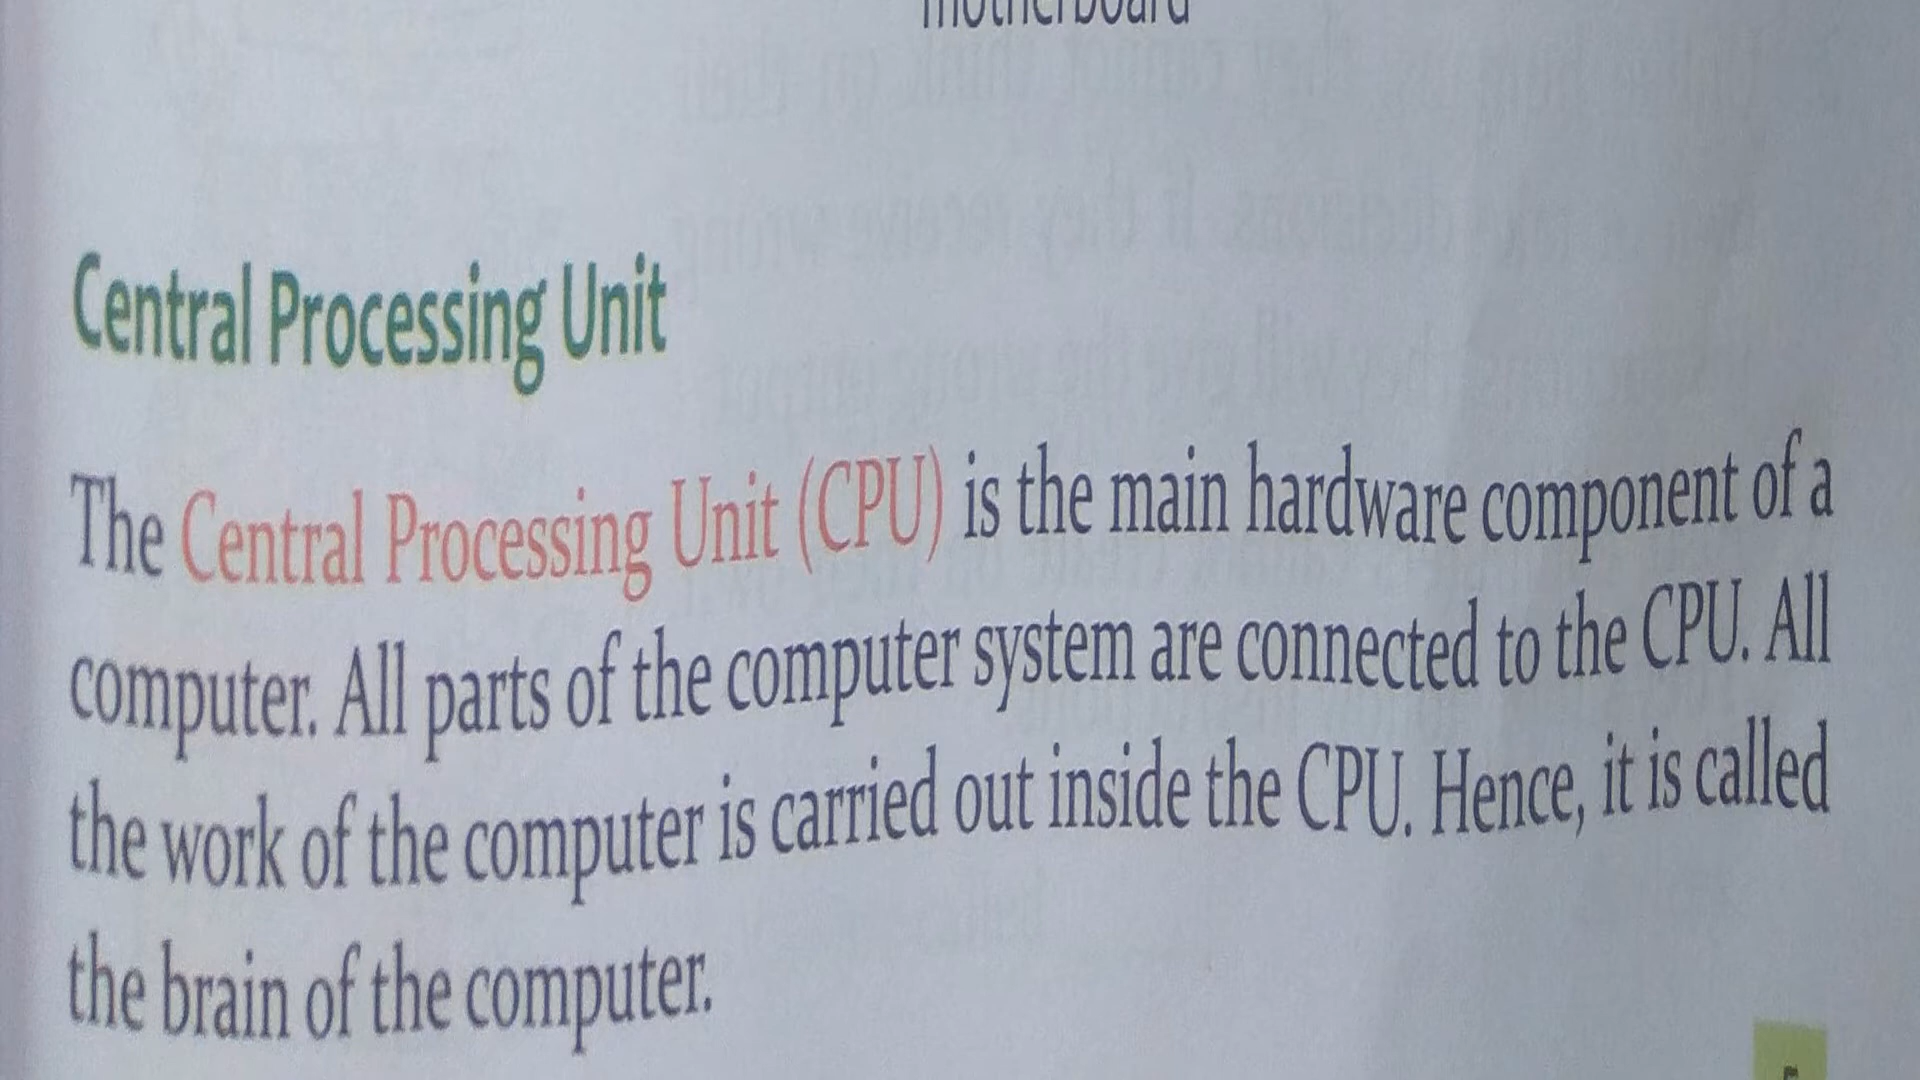 motherboard
Central Processing Unit
The Central Processing Unit (CPU) is the main hardware component of a
computer. All parts of the computer system are connected to the CPU. All
the work of the computer is carried out inside the CPU. Hence, it is called
the brain of the computer.